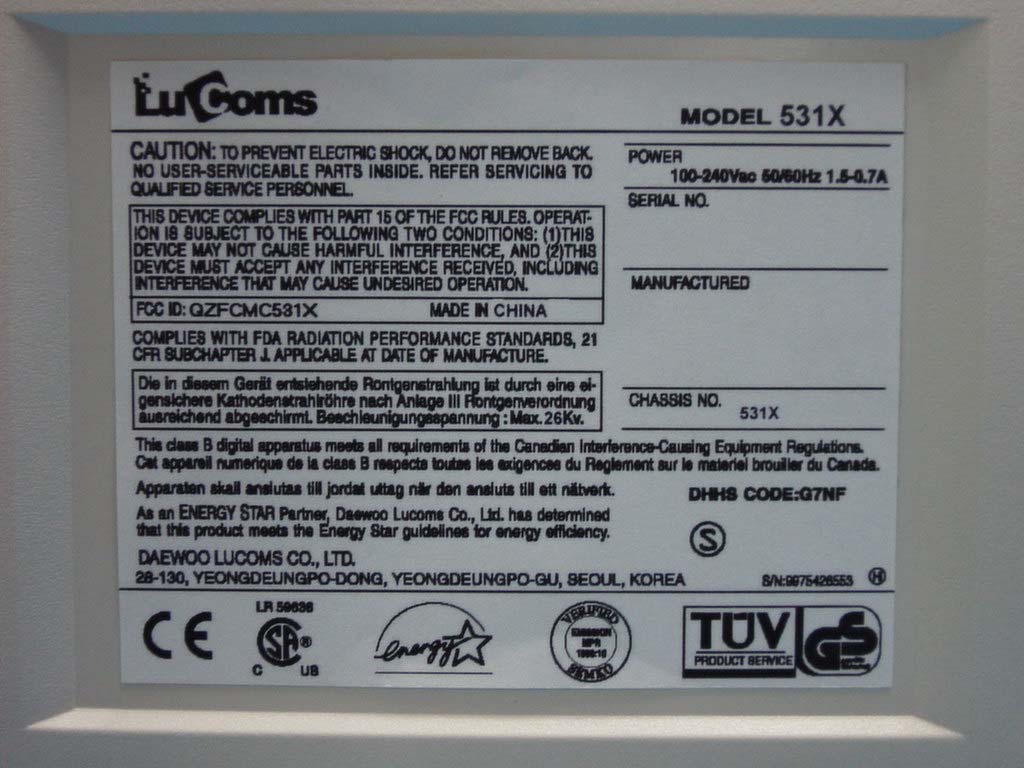 LuComs
MODEL 531X
CAUTION: TO PREVENT ELECTRIC SHOCK, DO NOT REMOVE BACK.
NO USER-SERVICEABLE PARTS INSIDE. REFER SERVICING TO
QUALIFIED SERVICE PERSONNEL.
THIS DEVICE COMPLIES WITH PART 15 OF THE FCC RULES. OPERAT-
ION IS SUBJECT TO THE FOLLOWING TWO CONDITIONS: (1)THIS
DEVICE MAY NOT CAUSE HARMFUL INTERFERENCE, AND (2)THIS
DEVICE MUST ACCEPT ANY INTERFERENCE RECEIVED, INCLUDING
INTERFERENCE THAT MAY CAUSE UNDESIRED OPERATION.
FCC ID: QZFCMC531X MADE IN CHINA
COMPLIES WITH FDA RADIATION PERFORMANCE STANDARDS, 21
CFR SUBCHAPTER J. APPLICABLE AT DATE OF MANUFACTURE.
Die in diesem Gerät entstehende Rontgenstrahlung ist durch eine ei-
gensichere Kathodenstrahlröhre nach Anlage III Rontgenverordnung
ausreichend abgeschirmt. Beschleunigungsspannung : Max. 26Kv.
POWER
100-240Vac 50/60Hz 1.5-0.7A
SERIAL NO.
MANUFACTURED
CHASSIS NO.
531X
This class B digital apparatus meets all requirements of the Canadian Interference-Causing Equipment Regulations.
Cet appareil numerique de la class B respecte toutes les exigences du Reglement sur le materiel brouiller du Canada.
Apparaten skall anslutas till jordat uttag när den ansluts till ett nätverk.
DHHS CODE:G7NF
As an ENERGY STAR Partner, Daewoo Lucoms Co., Ltd. has determined
that this product meets the Energy Star guidelines for energy efficiency.
S
DAEWOO LUCOMS CO., LTD.
28-130, YEONGDEUNGPO-DONG, YEONGDEUNGPO-GU, SEOUL, KOREA
S/N:9975426553 H
CE
LR 59636
SA ®
C US
energy
VERIFIED
EMISSION
MPR
1990:10
SEMKO
TÜV
PRODUCT SERVICE
GS